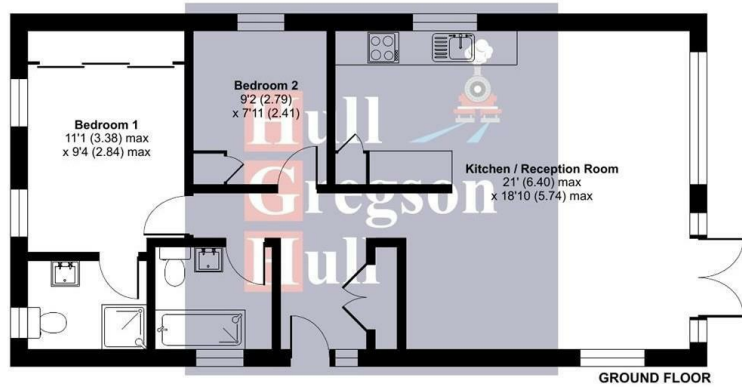 Bedroom 1
11'1 (3.38) max
x 9'4 (2.84) max
Bedroom 2
9'2 (2.79)
x 7'11 (2.41)
Kitchen / Reception Room
21' (6.40) max
x 18'10 (5.74) max
Hull
Gregson
Hull
GROUND FLOOR